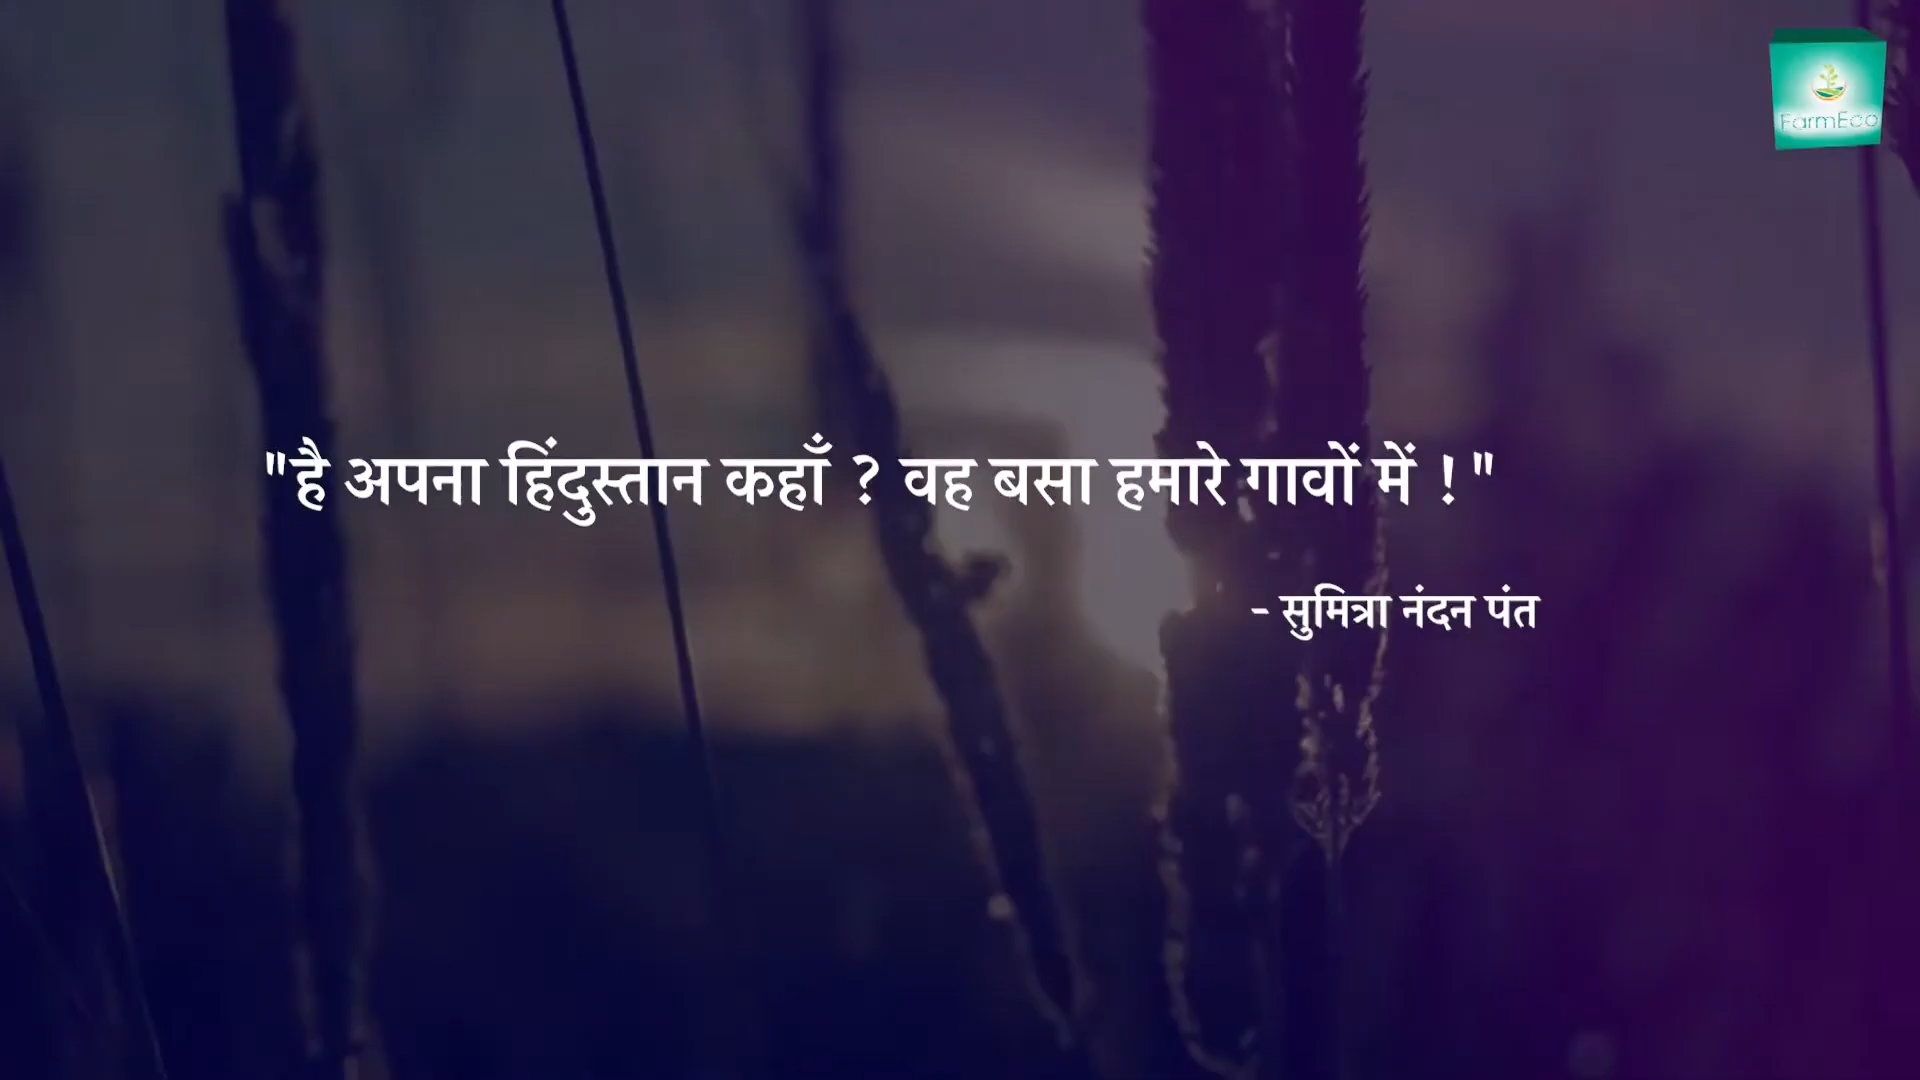 FarmEco
"है अपना हिंदुस्तान कहाँ ? वह बसा हमारे गावों में !"
- सुमित्रा नंदन पंत